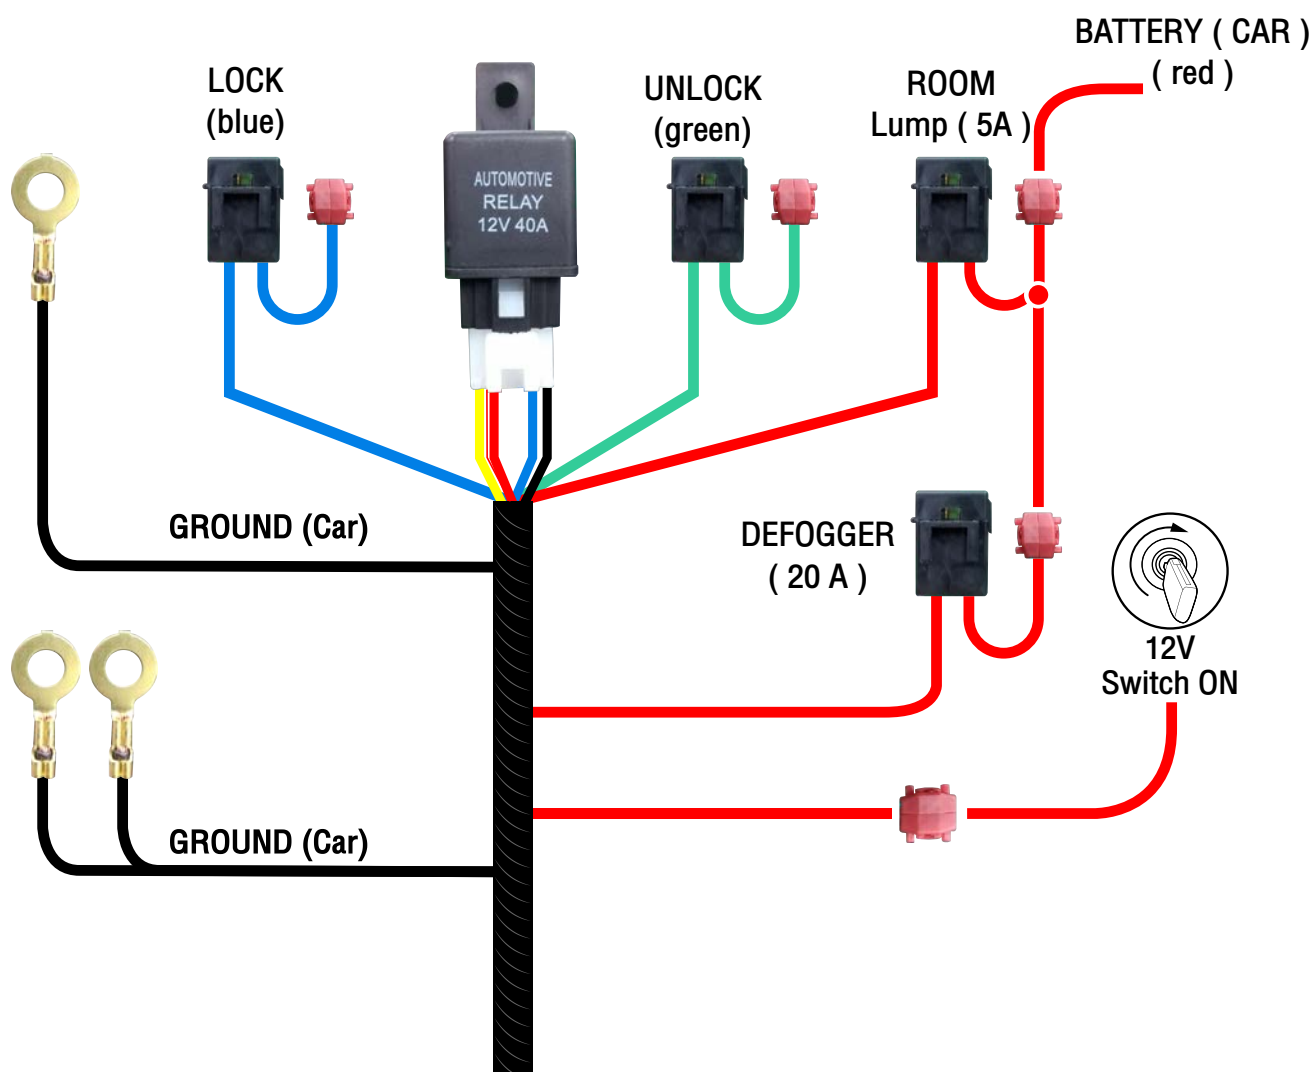 BATTERY ( CAR )
( red )
LOCK
(blue)
UNLOCK
(green)
ROOM
Lump ( 5A )
AUTOMOTIVE
RELAY
12V 40A
GROUND (Car)
DEFOGGER
( 20 A )
12V
Switch ON
GROUND (Car)